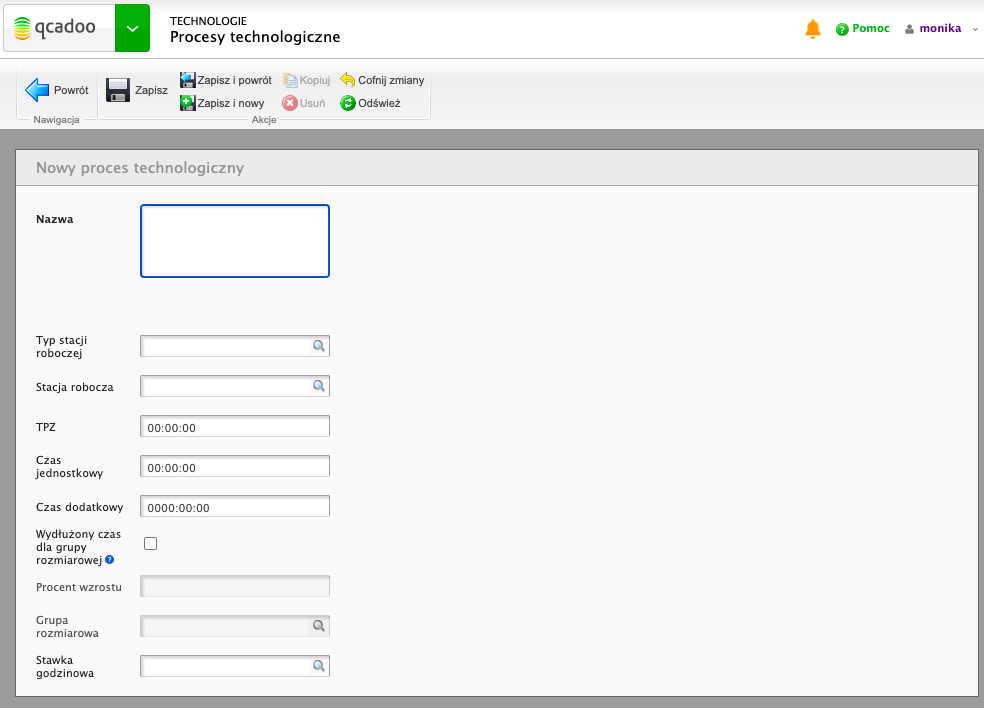 qcadoo
TECHNOLOGIE
Procesy technologiczne
Pomoc
monika
Powrót
Zapisz
Zapisz i powrót
Kopiuj
Cofnij zmiany
Zapisz i nowy
Usuń
Odśwież
Nawigacja
Akcje
Nowy proces technologiczny
Nazwa
Typ stacji
roboczej
Stacja robocza
TPZ
00:00:00
Czas
jednostkowy
00:00:00
Czas dodatkowy
0000:00:00
Wydłużony czas
dla grupy
rozmiarowej ?
Procent wzrostu
Grupa
rozmiarowa
Stawka
godzinowa